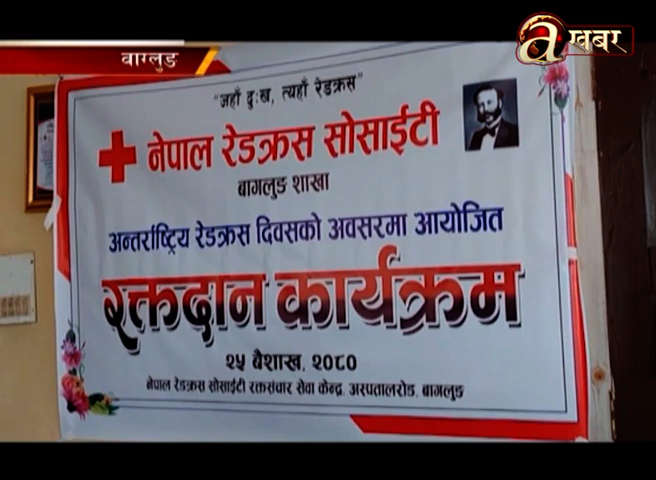 वाग्लुङ
a खबर
"जहाँ दुःख, त्यहाँ रेडक्रस"
नेपाल रेडक्रस सोसाईटी
बागलुङ शाखा
अन्तर्राष्ट्रिय रेडक्रस दिवसको अवसरमा आयोजित
रक्तदान कार्यक्रम
२५ बैशाख, २०८०
नेपाल रेडक्रस सोसाईटी रक्तसंचार सेवा केन्द्र, अस्पतालरोड, बागलुङ